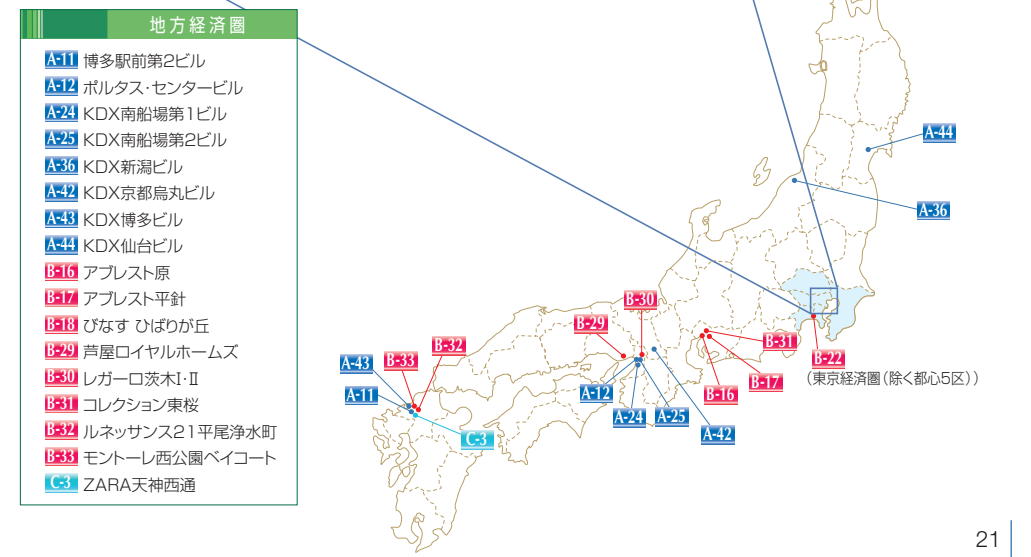 地方経済圏
A-11 博多駅前第2ビル
A-12 ポルタス・センタービル
A-24 KDX南船場第1ビル
A-25 KDX南船場第2ビル
A-36 KDX新潟ビル
A-42 KDX京都烏丸ビル
A-43 KDX博多ビル
A-44 KDX仙台ビル
B-16 アブレスト原
B-17 アブレスト平針
B-18 びなす ひばりが丘
B-29 芦屋ロイヤルホームズ
B-30 レガーロ茨木I・II
B-31 コレクション東桜
B-32 ルネッサンス21平尾浄水町
B-33 モントーレ西公園ベイコート
C-3 ZARA天神西通
A-44
A-36
B-30
B-29
B-31
B-22
(東京経済圏(除く都心5区))
B-32
B-33
A-43
A-11
B-17
B-16
A-12
A-24
A-25
A-42
C-3
21